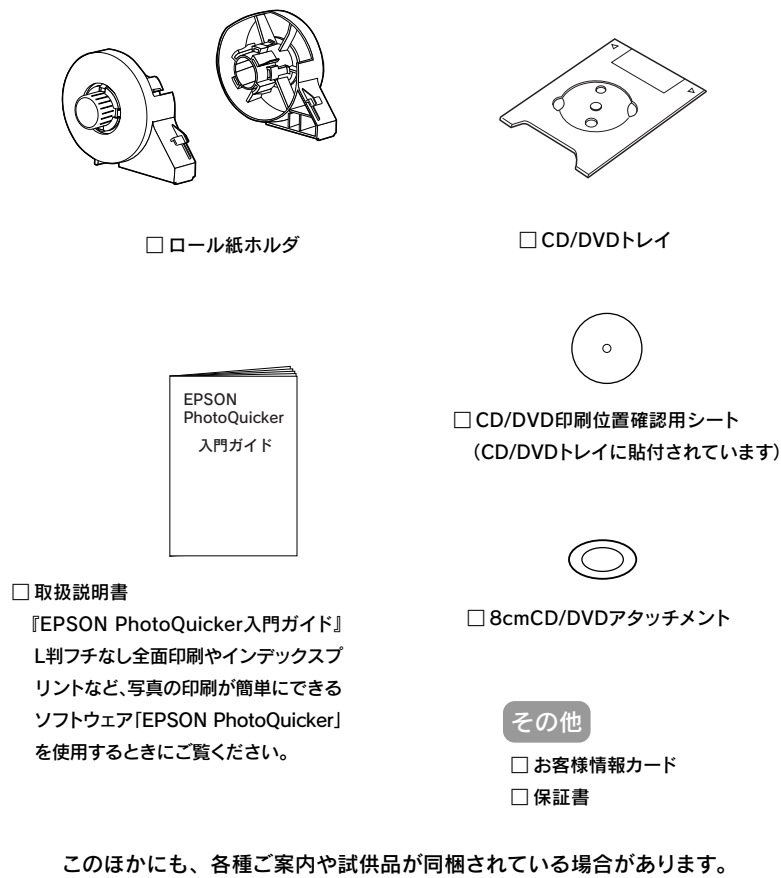 □ ロール紙ホルダ
□ CD/DVDトレイ
EPSON
PhotoQuicker
入門ガイド
□ CD/DVD印刷位置確認用シート
（CD/DVDトレイに貼付されています）
□ 取扱説明書
『EPSON PhotoQuicker入門ガイド』
L判フチなし全面印刷やインデックスプ
リントなど、写真の印刷が簡単にできる
ソフトウェア「EPSON PhotoQuicker」
を使用するときにご覧ください。
□ 8cmCD/DVDアタッチメント
その他
□ お客様情報カード
□ 保証書
このほかにも、各種ご案内や試供品が同梱されている場合があります。